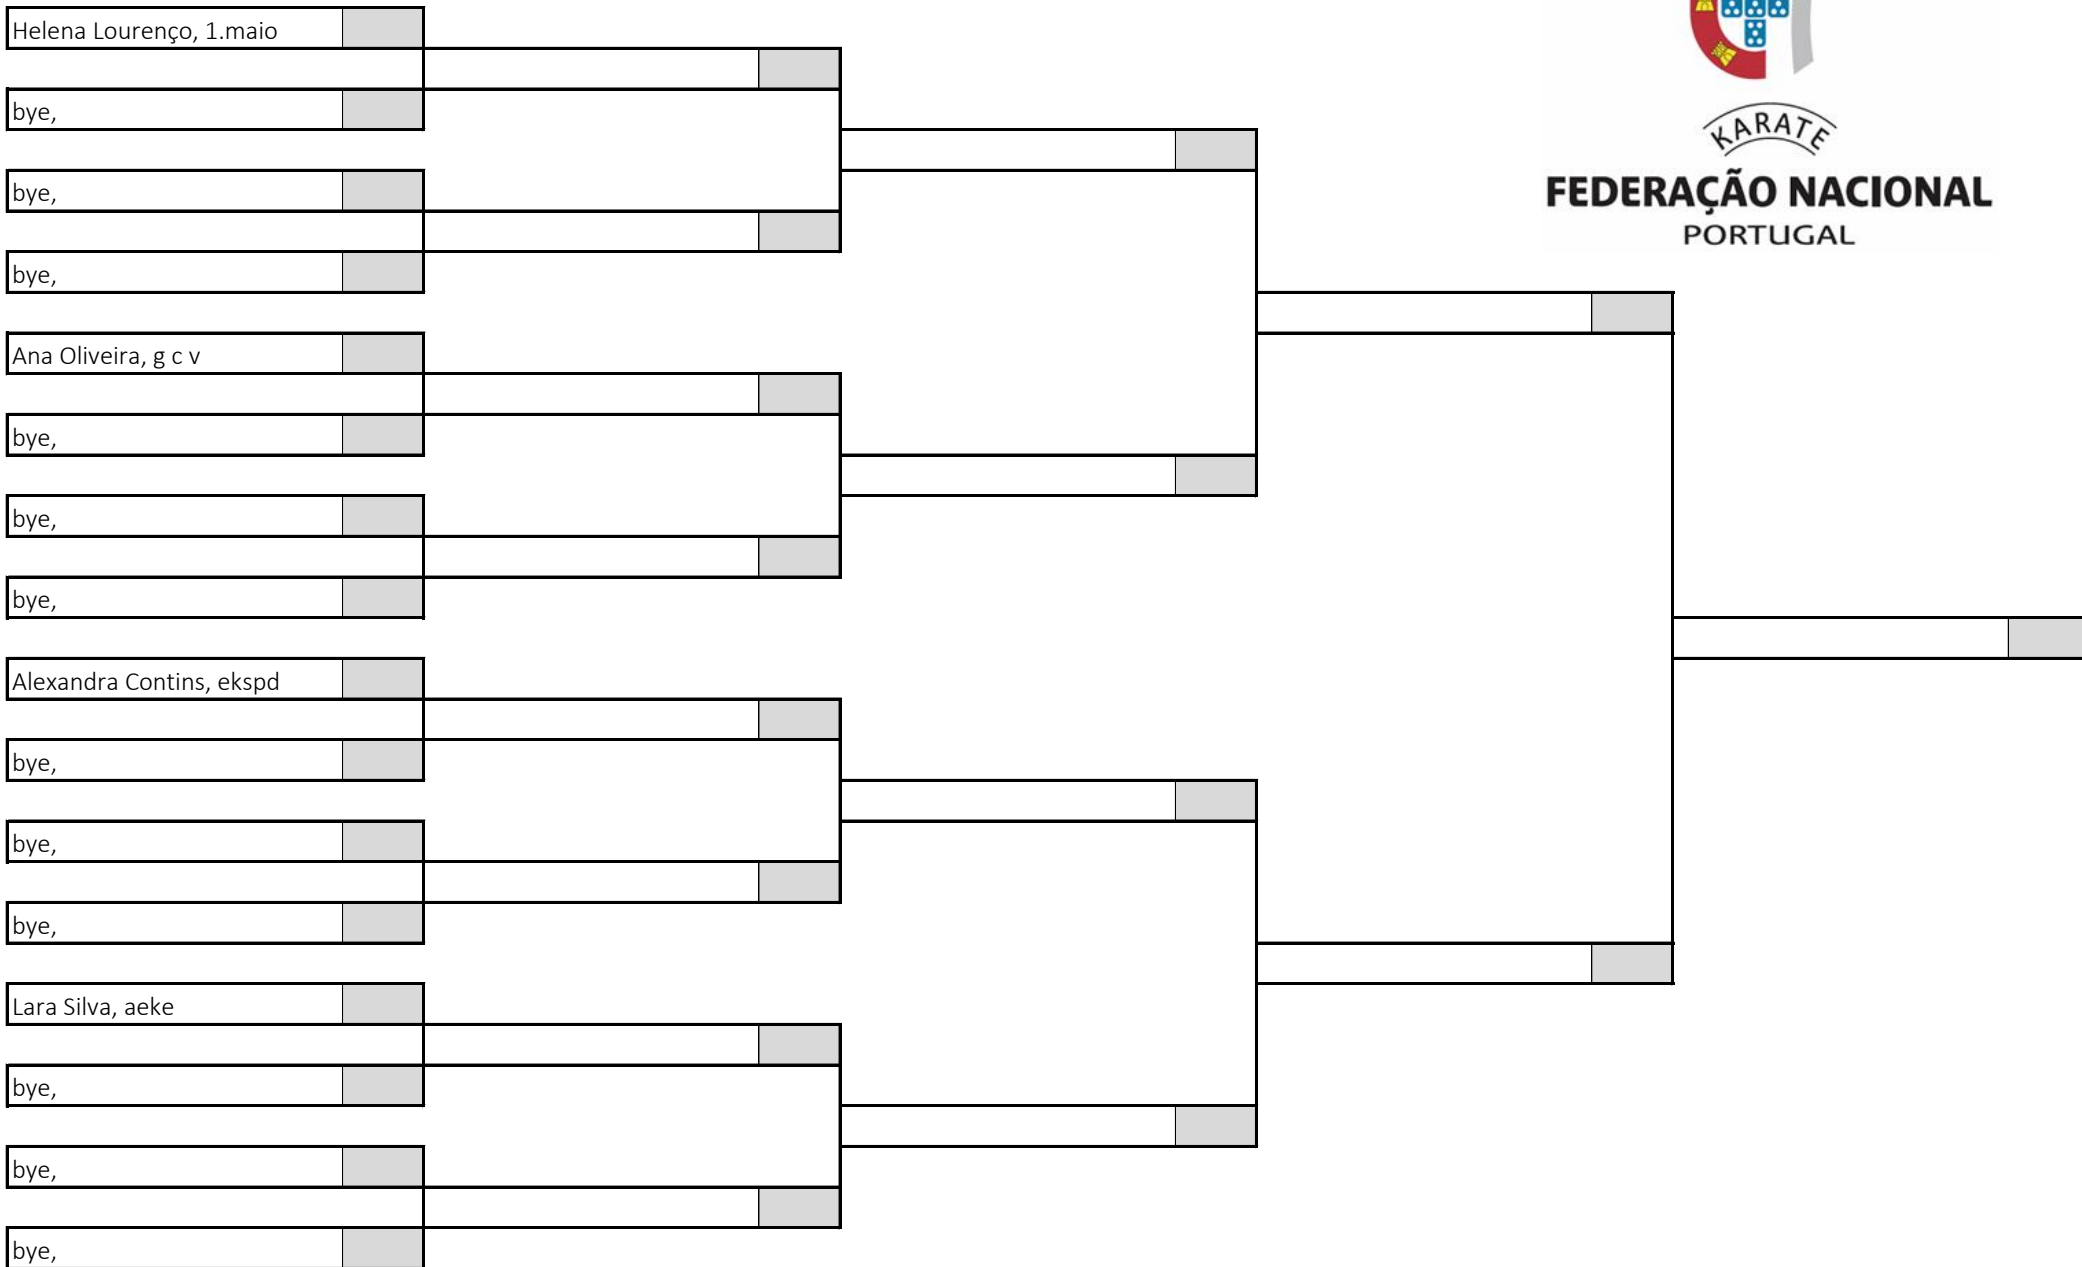 Helena Lourenço, 1.maio
bye,
bye,
bye,
Ana Oliveira, g c v
bye,
bye,
bye,
Alexandra Contins, ekspd
bye,
bye,
bye,
Lara Silva, aeke
bye,
bye,
bye,
KARATE
FEDERAÇÃO NACIONAL
PORTUGAL